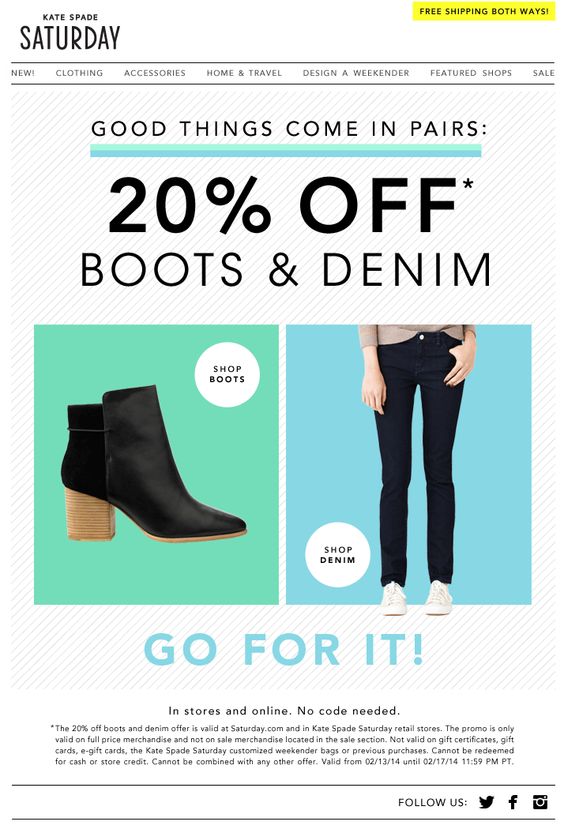 KATE SPADE
SATURDAY
FREE SHIPPING BOTH WAYS!
NEW! CLOTHING ACCESSORIES HOME & TRAVEL DESIGN A WEEKENDER FEATURED SHOPS SALE
GOOD THINGS COME IN PAIRS:
20% OFF*
BOOTS & DENIM
SHOP
BOOTS
SHOP
DENIM
GO FOR IT!
In stores and online. No code needed.
*The 20% off boots and denim offer is valid at Saturday.com and in Kate Spade Saturday retail stores. The promo is only
valid on full price merchandise and not on sale merchandise located in the sale section. Not valid on gift certificates, gift
cards, e-gift cards, the Kate Spade Saturday customized weekender bags or previous purchases. Cannot be redeemed
for cash or store credit. Cannot be combined with any other offer. Valid from 02/13/14 until 02/17/14 11:59 PM PT.
FOLLOW US: